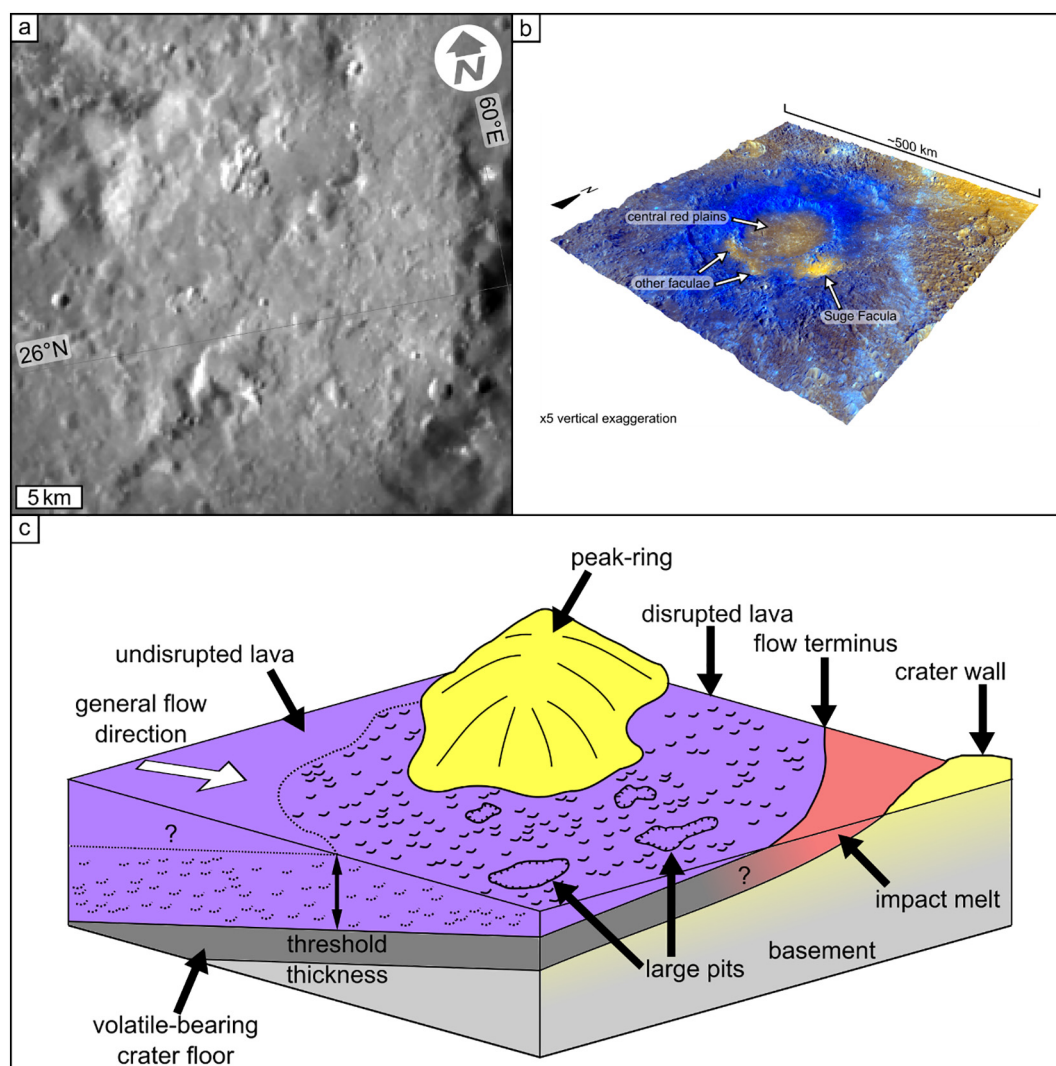 a
N
60°E
26°N
5 km
b
~500 km
N
central red plains
other faculae
Suge Facula
x5 vertical exaggeration
c
peak-ring
disrupted lava
undisrupted lava
flow terminus
general flow
direction
crater wall
?
?
impact melt
threshold
thickness
large pits
basement
volatile-bearing
crater floor